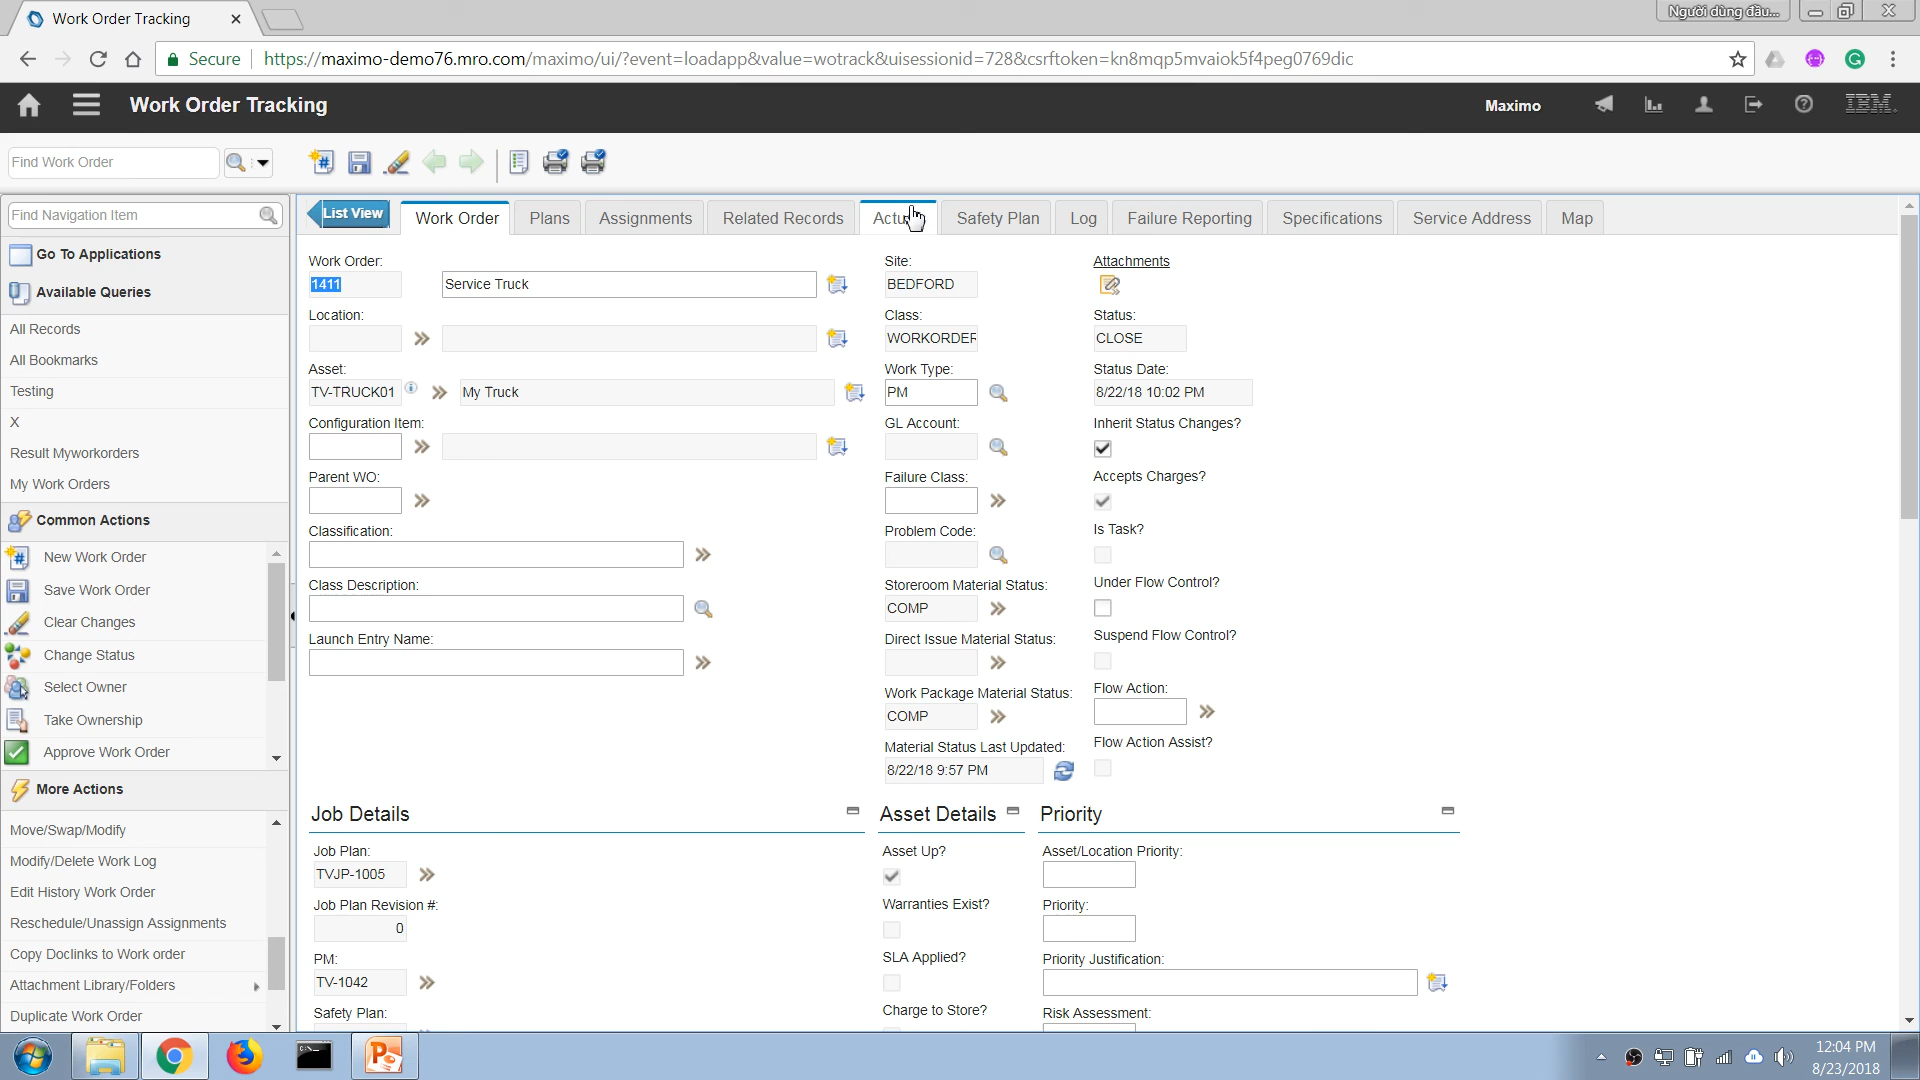 Work Order Tracking
Người dùng đầu...
Secure https://maximo-demo76.mro.com/maximo/ui/?event=loadapp&value=wotrack&uisessionid=728&csrftoken=kn8mqp5mvaiok5f4peg0769dic
Work Order Tracking
Maximo
IBM.
Find Work Order
Find Navigation Item
Go To Applications
Available Queries
All Records
All Bookmarks
Testing
X
Result Myworkorders
My Work Orders
Common Actions
New Work Order
Save Work Order
Clear Changes
Change Status
Select Owner
Take Ownership
Approve Work Order
More Actions
Move/Swap/Modify
Modify/Delete Work Log
Edit History Work Order
Reschedule/Unassign Assignments
Copy Doclinks to Work order
Attachment Library/Folders
Duplicate Work Order
List View
Work Order
Plans
Assignments
Related Records
Safety Plan
Log
Failure Reporting
Specifications
Service Address
Map
Work Order:
1411
Service Truck
Location:
Asset:
TV-TRUCK01
My Truck
Configuration Item:
Parent WO:
Classification:
Class Description:
Launch Entry Name:
Site:
BEDFORD
Class:
WORKORDER
Work Type:
PM
GL Account:
Failure Class:
Problem Code:
Storeroom Material Status:
COMP
Direct Issue Material Status:
Work Package Material Status:
COMP
Material Status Last Updated:
8/22/18 9:57 PM
Attachments
Status:
CLOSE
Status Date:
8/22/18 10:02 PM
Inherit Status Changes?
Accepts Charges?
Is Task?
Under Flow Control?
Suspend Flow Control?
Flow Action:
Flow Action Assist?
Job Details
Job Plan:
TVJP-1005
Job Plan Revision #:
0
PM:
TV-1042
Safety Plan:
Asset Details
Asset Up?
Warranties Exist?
SLA Applied?
Charge to Store?
Priority
Asset/Location Priority:
Priority:
Priority Justification:
Risk Assessment:
12:04 PM
8/23/2018